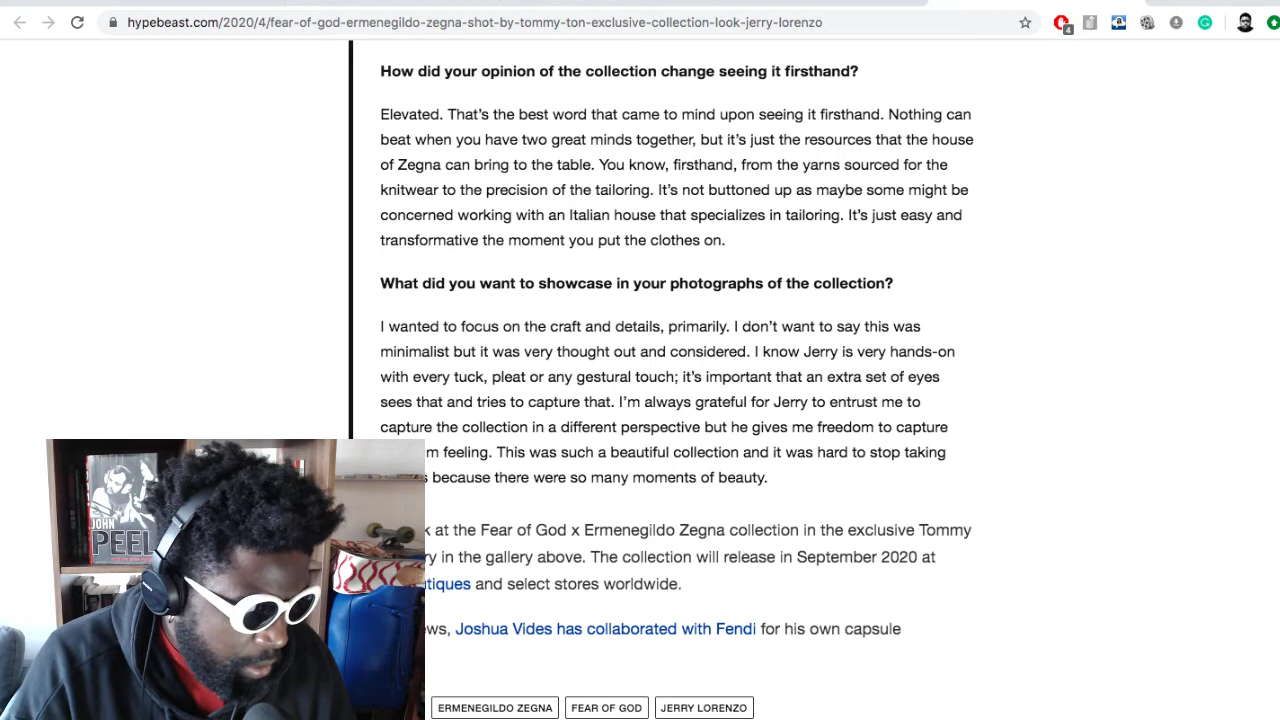 hypebeast.com/2020/4/fear-of-god-ermenegildo-zegna-shot-by-tommy-ton-exclusive-collection-look-jerry-lorenzo
4
How did your opinion of the collection change seeing it firsthand?
Elevated. That’s the best word that came to mind upon seeing it firsthand. Nothing can
beat when you have two great minds together, but it’s just the resources that the house
of Zegna can bring to the table. You know, firsthand, from the yarns sourced for the
knitwear to the precision of the tailoring. It’s not buttoned up as maybe some might be
concerned working with an Italian house that specializes in tailoring. It’s just easy and
transformative the moment you put the clothes on.
What did you want to showcase in your photographs of the collection?
I wanted to focus on the craft and details, primarily. I don’t want to say this was
minimalist but it was very thought out and considered. I know Jerry is very hands-on
with every tuck, pleat or any gestural touch; it’s important that an extra set of eyes
sees that and tries to capture that. I’m always grateful for Jerry to entrust me to
capture the collection in a different perspective but he gives me freedom to capture
m feeling. This was such a beautiful collection and it was hard to stop taking
s because there were so many moments of beauty.
k at the Fear of God x Ermenegildo Zegna collection in the exclusive Tommy
ry in the gallery above. The collection will release in September 2020 at
utiques and select stores worldwide.
ews, Joshua Vides has collaborated with Fendi for his own capsule
JOHN
PEEL
ERMENEGILDO ZEGNA FEAR OF GOD JERRY LORENZO